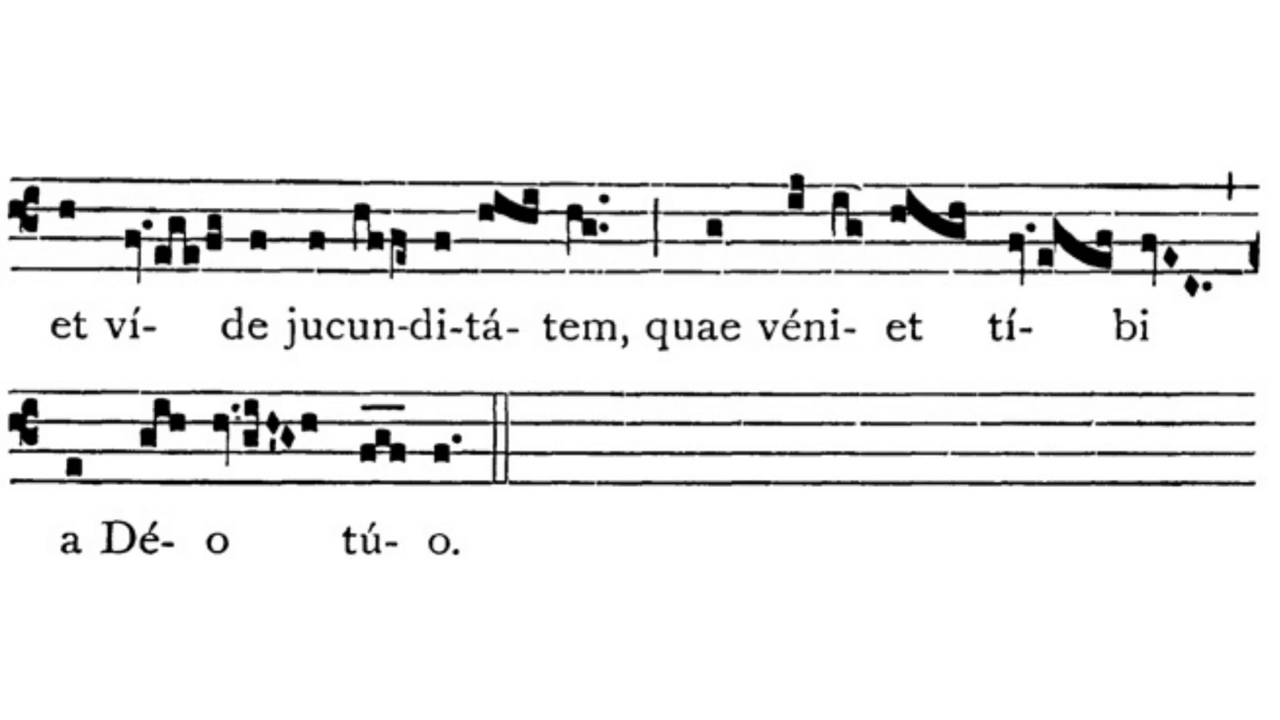 et ví- de jucun-di-tá- tem, quae véni- et tí- bi
a Dé- o tú- o.